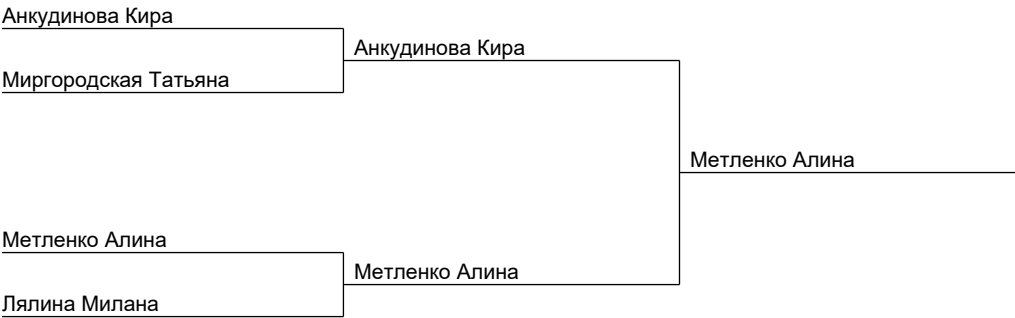 Анкудинова Кира
Анкудинова Кира
Миргородская Татьяна
Метленко Алина
Метленко Алина
Метленко Алина
Лялина Милана